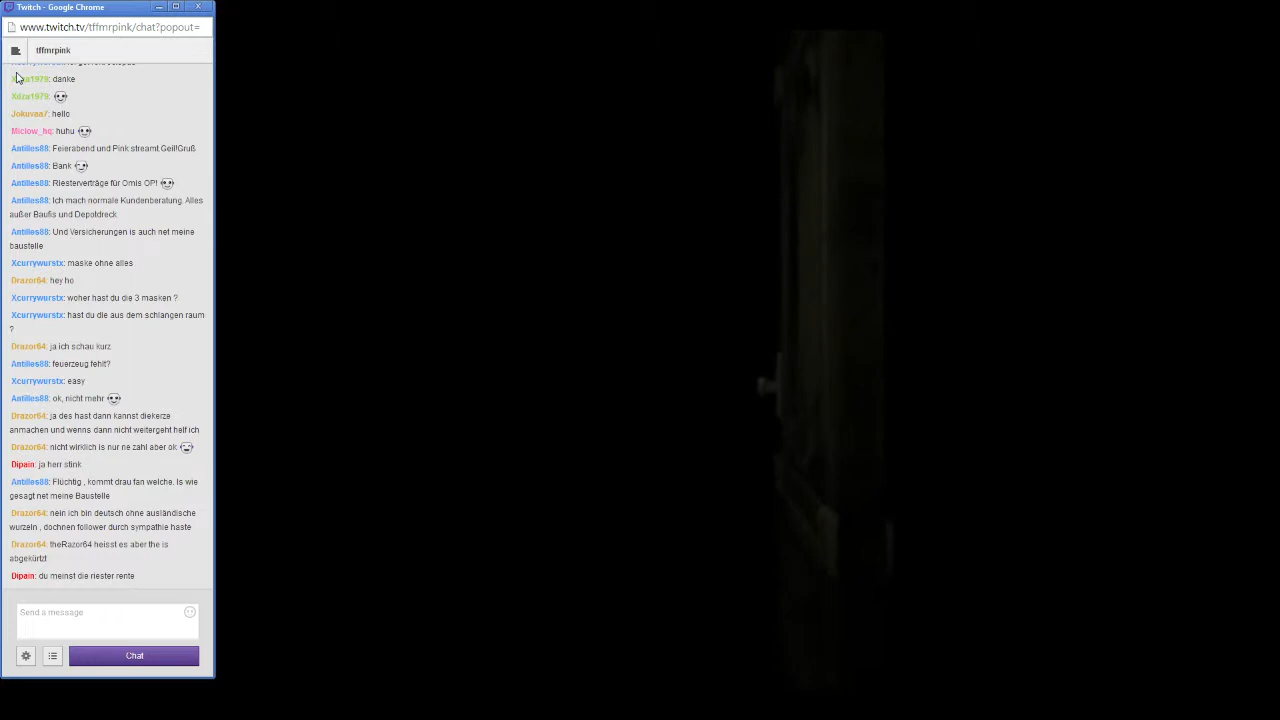 Twitch - Google Chrome
www.twitch.tv/tffmrpink/chat?popout=
tffmrpink
danke
Xdza1979:
Jokuvaa7: hello
Miclow_hq: huhu
Antilles88: Feierabend und Pink streamt.Geil!Gruß
Antilles88: Bank
Antilles88: Riesterverträge für Omis OP!
Antilles88: Ich mach normale Kundenberatung. Alles
außer Baufis und Depotdreck
Antilles88: Und Versicherungen is auch net meine
baustelle
Xcurrywurstx: maske ohne alles
Drazor64: hey ho
Xcurrywurstx: woher hast du die 3 masken ?
Xcurrywurstx: hast du die aus dem schlangen raum
?
Drazor64: ja ich schau kurz
Antilles88: feuerzeug fehlt?
Xcurrywurstx: easy
Antilles88: ok, nicht mehr
Drazor64: ja des hast dann kannst diekerze
anmachen und wenns dann nicht weitergeht helf ich
Drazor64: nicht wirklich is nur ne zahl aber ok
Dipain: ja herr stink
Antilles88: Flüchtig , kommt drau fan welche. Is wie
gesagt net meine Baustelle
Drazor64: nein ich bin deutsch ohne ausländische
wurzeln , dochnen follower durch sympathie haste
Drazor64: theRazor64 heisst es aber the is
abgekürtzt
Dipain: du meinst die riester rente
Send a message
Chat